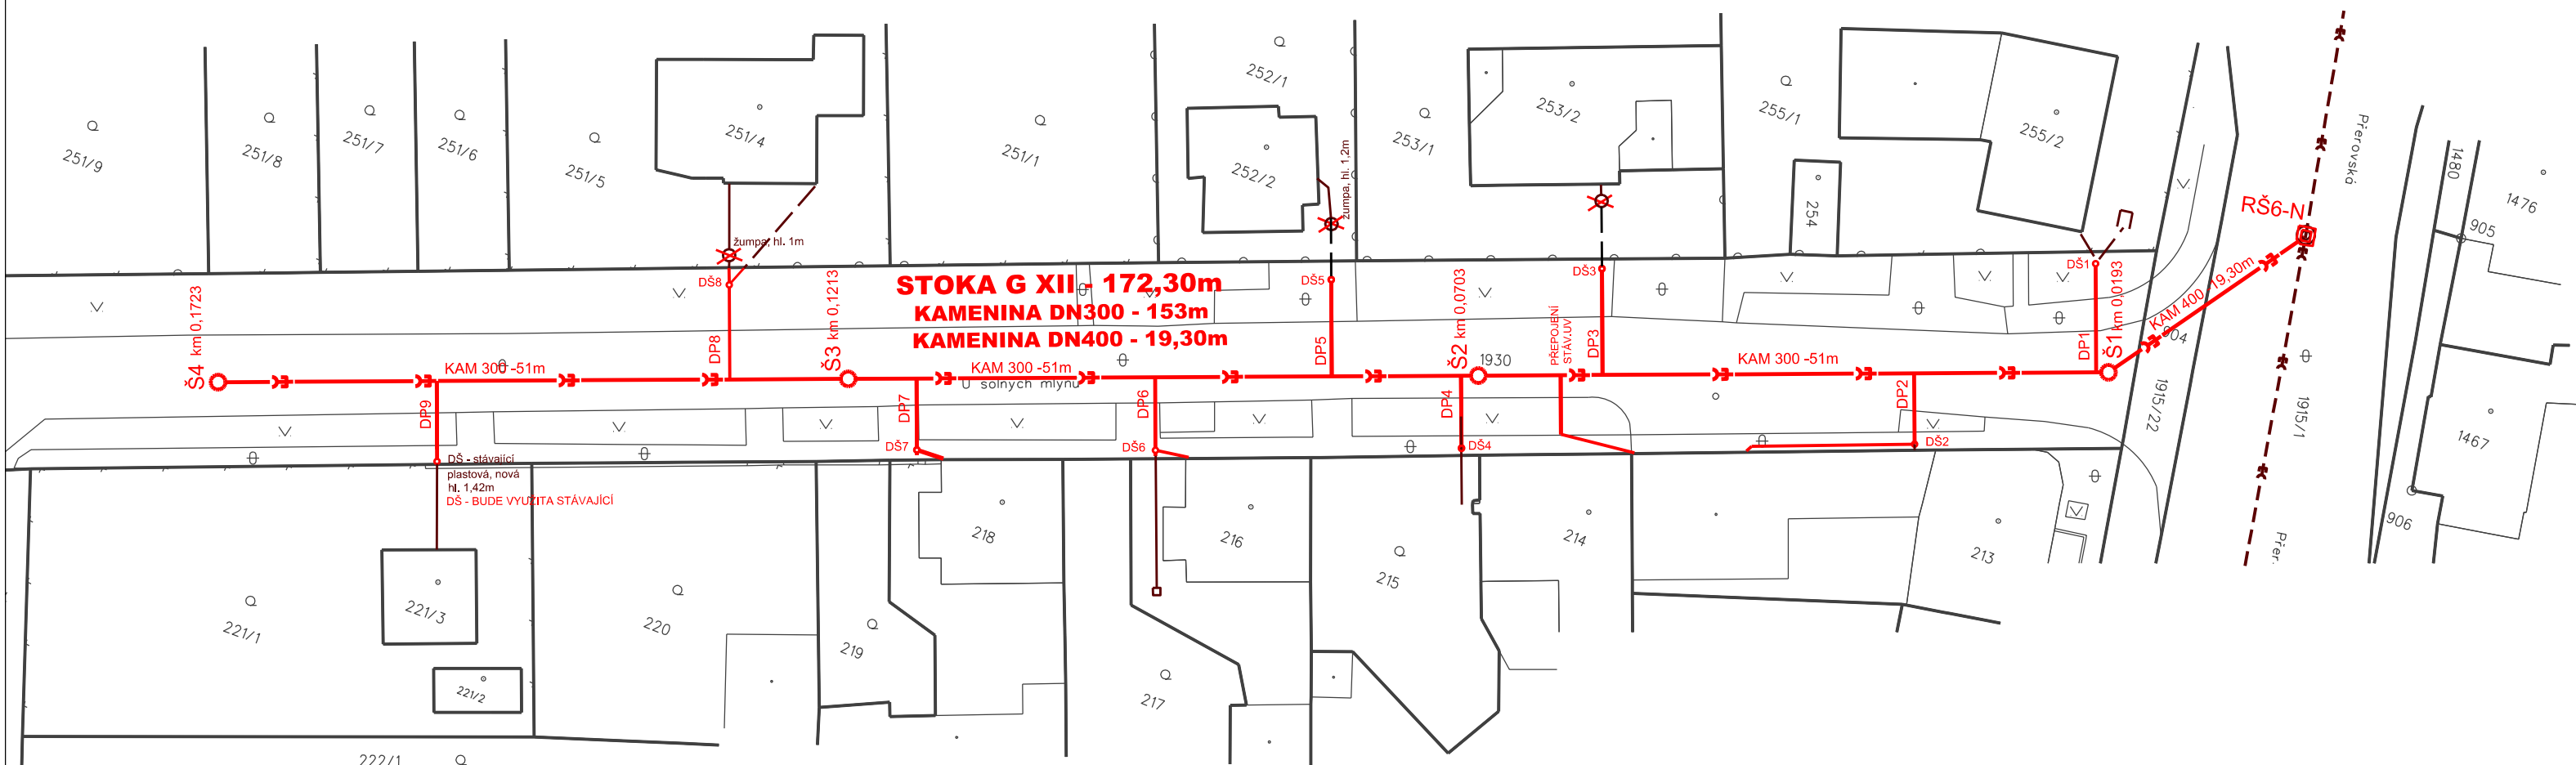 251/9
251/8
251/7
251/6
251/5
251/4
251/1
252/1
252/2
253/1
253/2
255/1
255/2
254
Přerovská
1480
1476
905
RŠ6-N
žumpa, hl. 1m
žumpa, hl. 1,2m
DŠ8
DŠ5
DŠ3
DŠ1
STOKA G XII - 172,30m
KAMENINA DN300 - 153m
KAMENINA DN400 - 19,30m
Š4 km 0,1723
Š3 km 0,1213
Š2 km 0,0703
Š1 km 0,0193
KAM 400 -19,30m
904
DP8
DP5
PŘEPOJENÍ
STÁV.UV
DP3
DP1
1930
KAM 300 -51m
KAM 300 -51m
KAM 300 -51m
U solných mlýnů
DP9
DP7
DP6
DP4
DP2
1915/22
1915/1
1467
906
Přer.
DŠ7
DŠ6
DŠ4
DŠ2
DŠ - stávající
plastová, nová
hl. 1,42m
DŠ - BUDE VYUŽITA STÁVAJÍCÍ
221/1
221/3
221/2
220
219
218
217
216
215
214
213
222/1